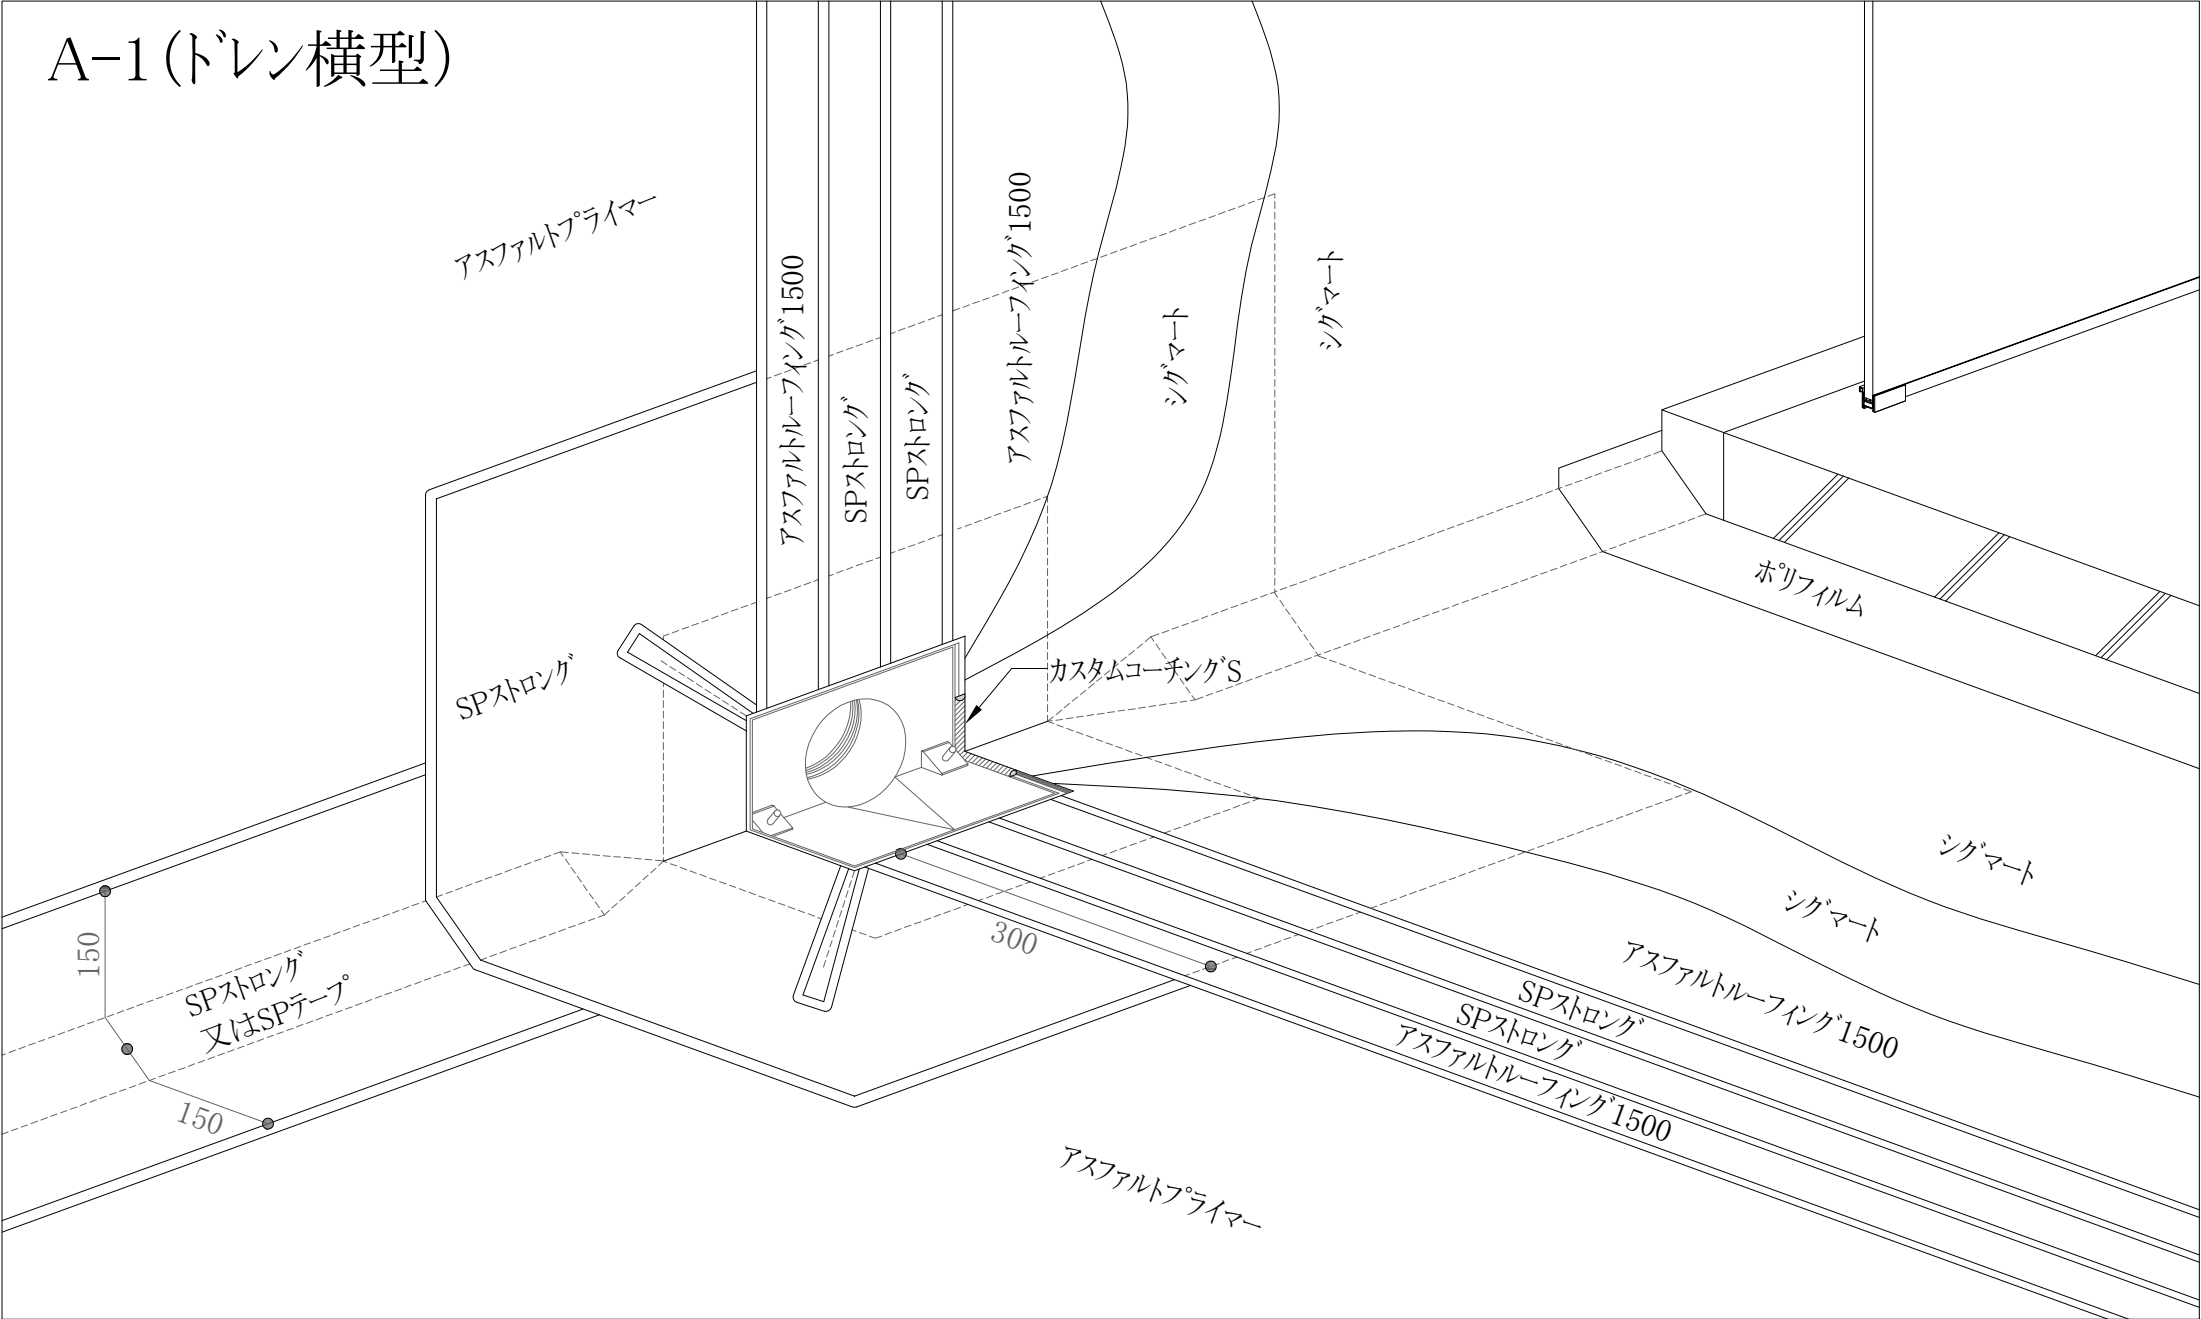 A-1(ドレン横型)
アスファルトプライマー
アスファルトルーフィング1500
SPストロング
SPストロング
アスファルトルーフィング1500
シグマート
シグマート
ポリフィルム
SPストロング
カスタムコーチングS
シグマート
シグマート
アスファルトルーフィング1500
SPストロング
SPストロング
アスファルトルーフィング1500
300
150
SPストロング
又はSPテープ
150
アスファルトプライマー